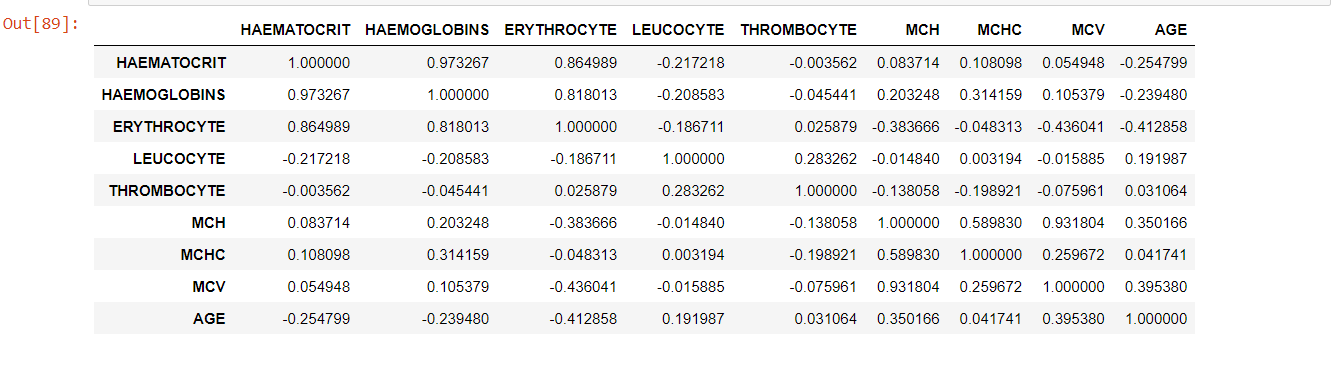 Out[89]:
HAEMATOCRIT HAEMOGLOBINS ERYTHROCYTE LEUCOCYTE THROMBOCYTE MCH MCHC MCV AGE
HAEMATOCRIT 1.000000 0.973267 0.864989 -0.217218 -0.003562 0.083714 0.108098 0.054948 -0.254799
HAEMOGLOBINS 0.973267 1.000000 0.818013 -0.208583 -0.045441 0.203248 0.314159 0.105379 -0.239480
ERYTHROCYTE 0.864989 0.818013 1.000000 -0.186711 0.025879 -0.383666 -0.048313 -0.436041 -0.412858
LEUCOCYTE -0.217218 -0.208583 -0.186711 1.000000 0.283262 -0.014840 0.003194 -0.015885 0.191987
THROMBOCYTE -0.003562 -0.045441 0.025879 0.283262 1.000000 -0.138058 -0.198921 -0.075961 0.031064
MCH 0.083714 0.203248 -0.383666 -0.014840 -0.138058 1.000000 0.589830 0.931804 0.350166
MCHC 0.108098 0.314159 -0.048313 0.003194 -0.198921 0.589830 1.000000 0.259672 0.041741
MCV 0.054948 0.105379 -0.436041 -0.015885 -0.075961 0.931804 0.259672 1.000000 0.395380
AGE -0.254799 -0.239480 -0.412858 0.191987 0.031064 0.350166 0.041741 0.395380 1.000000